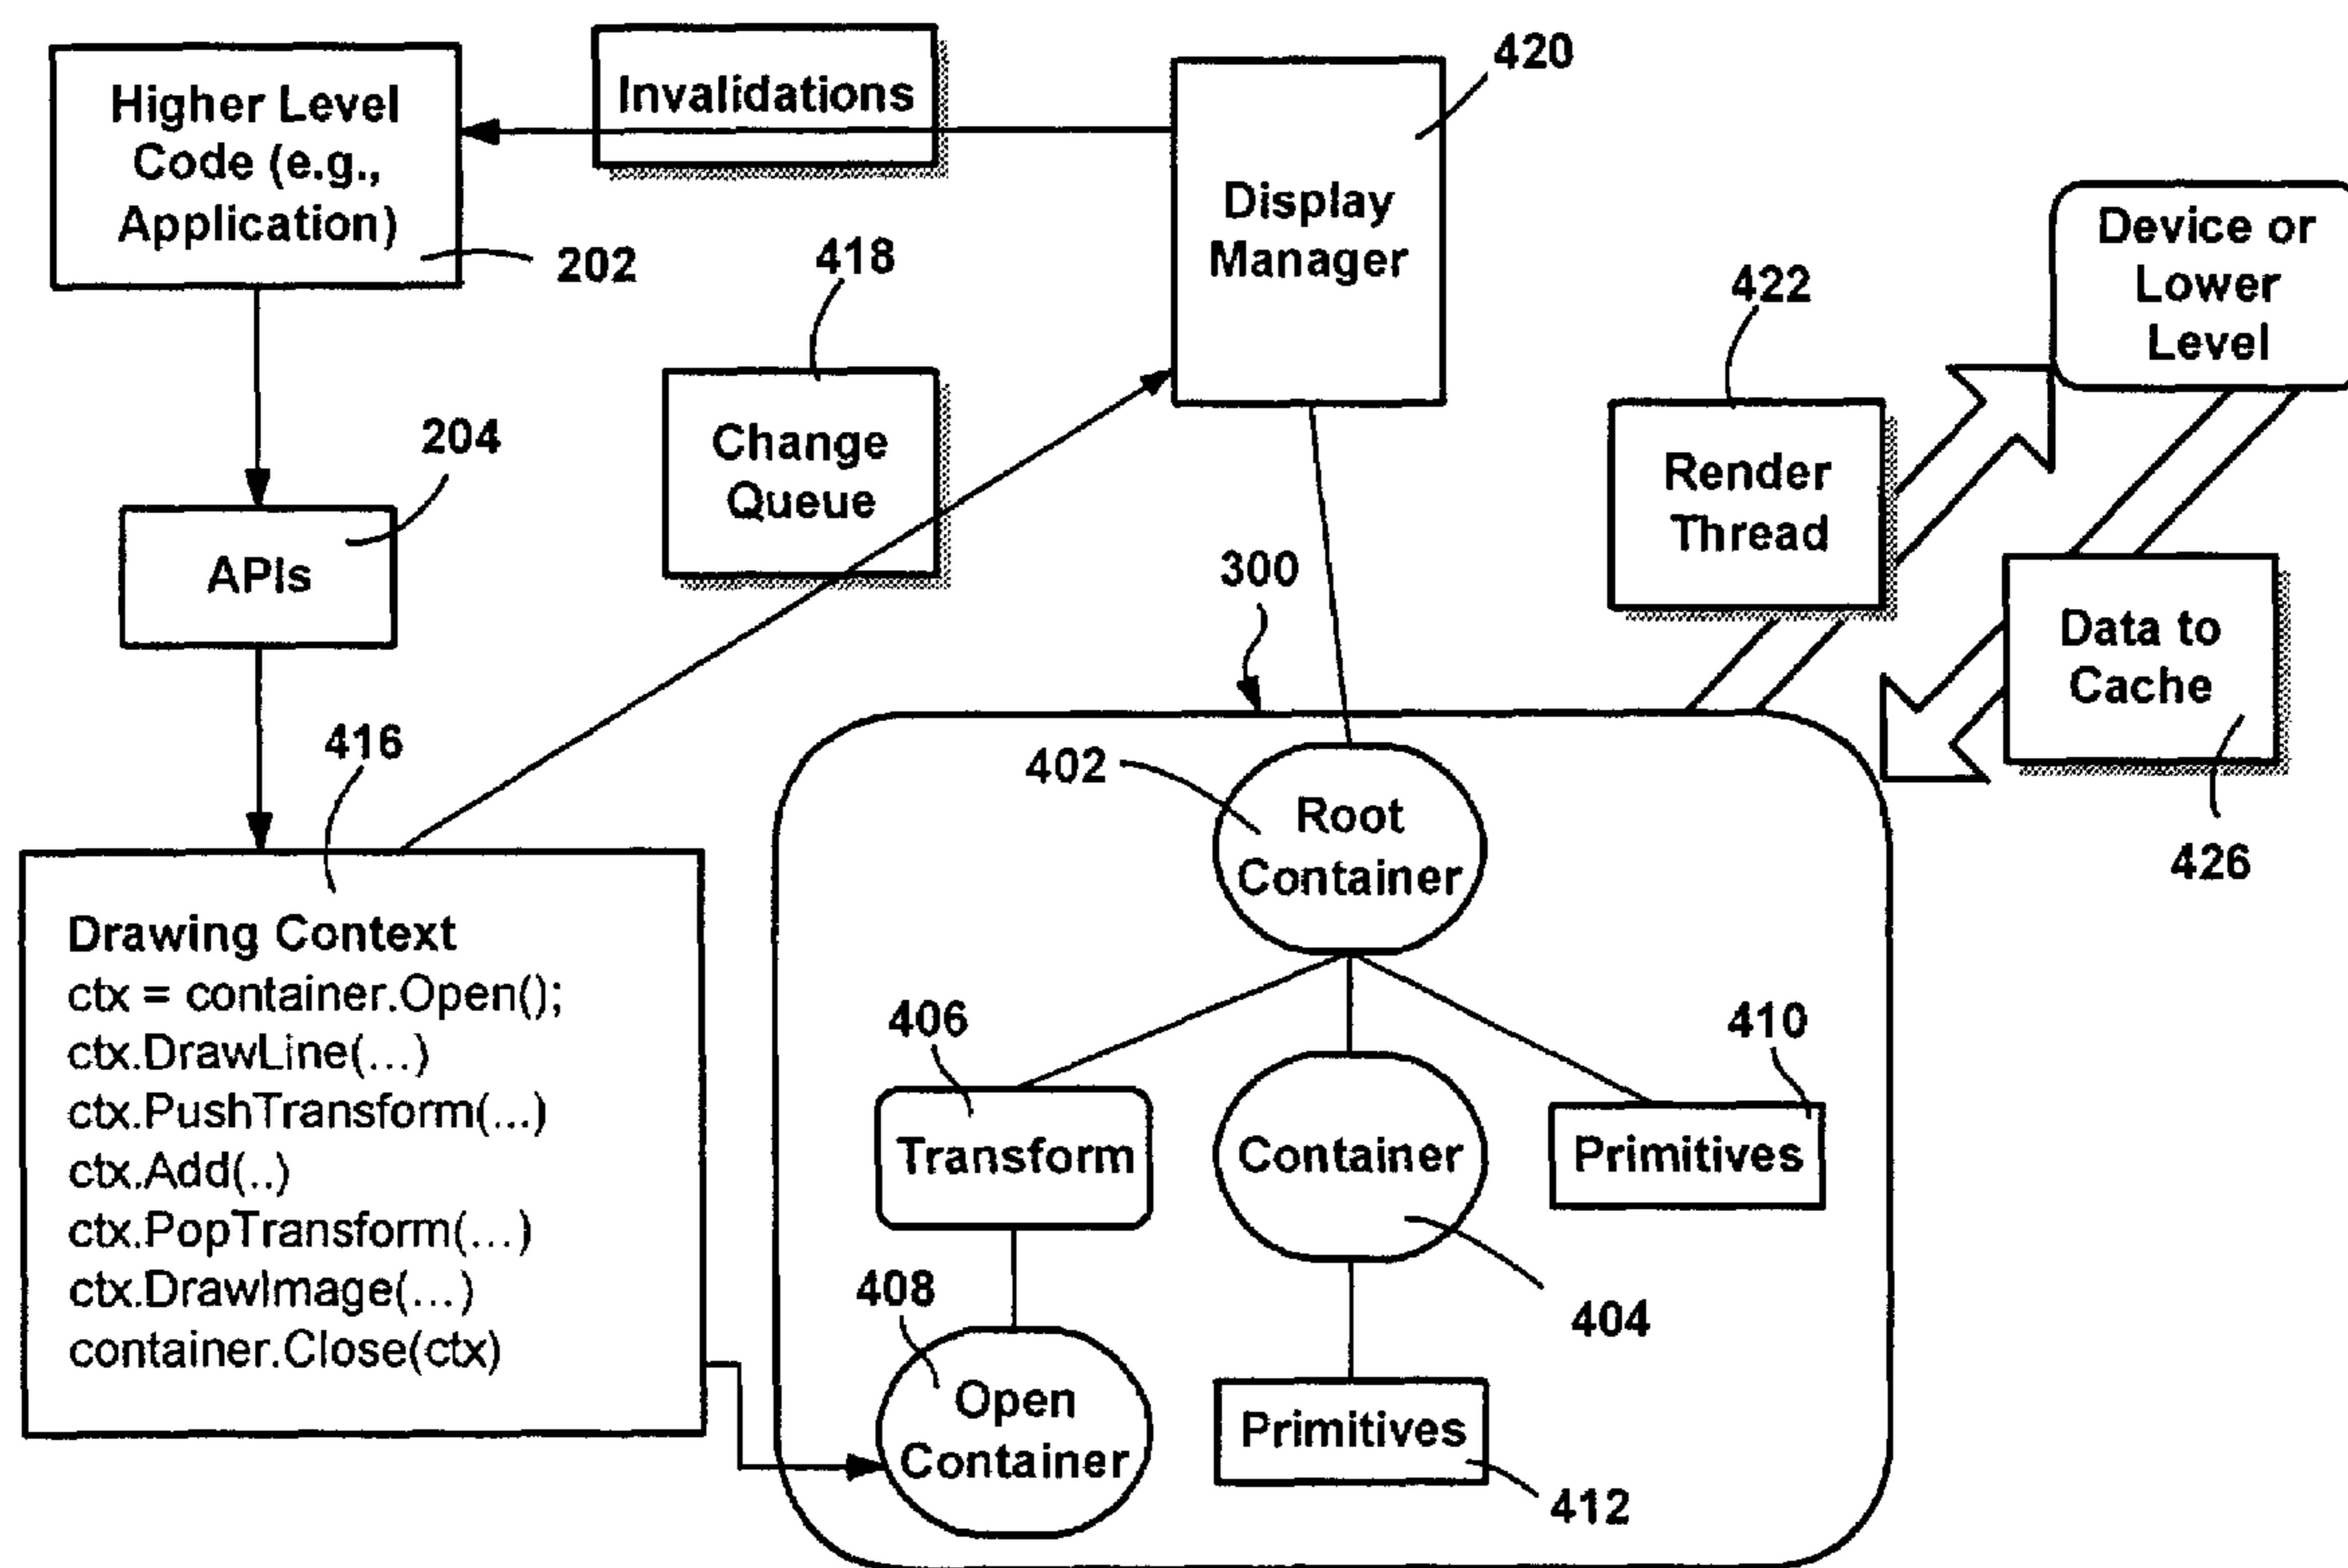 Higher Level
Code (e.g.,
Application)
202
Invalidations
420
Display
Manager
Device or
Lower
Level
418
Change
Queue
422
Render
Thread
204
APIs
300
Data to
Cache
426
416
Drawing Context
ctx = container.Open();
ctx.DrawLine(...)
ctx.PushTransform(...)
ctx.Add(..)
ctx.PopTransform(...)
ctx.DrawImage(...)
container.Close(ctx)
402
Root
Container
406
Transform
Container
404
410
Primitives
408
Open
Container
Primitives
412